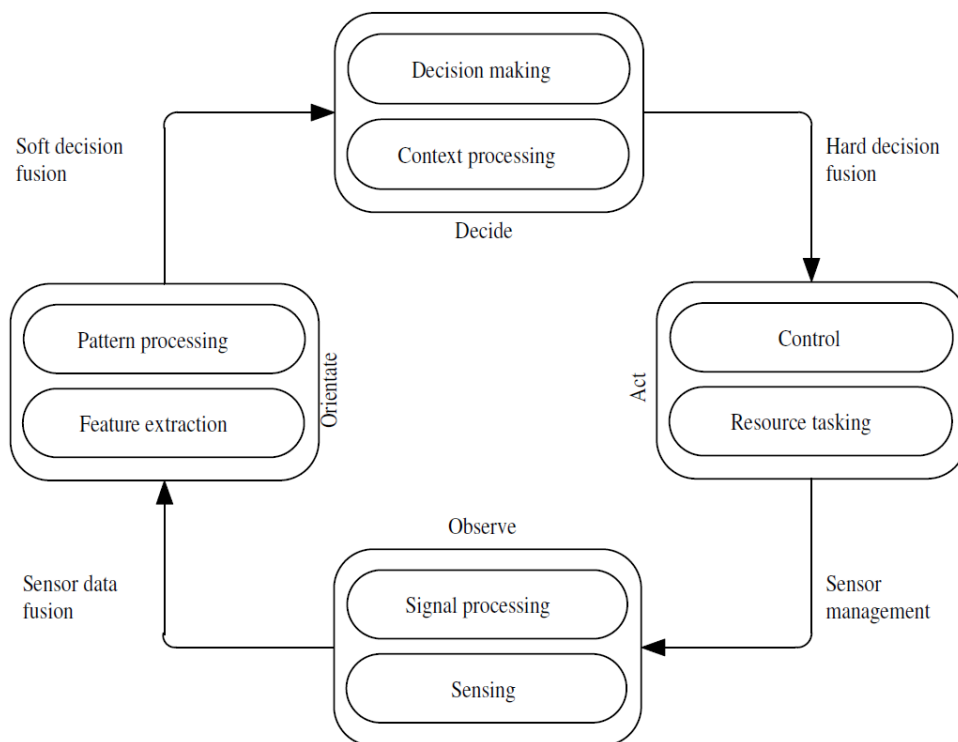 Decision making
Context processing
Decide
Soft decision
fusion
Hard decision
fusion
Pattern processing
Feature extraction
Orientate
Control
Resource tasking
Act
Observe
Signal processing
Sensing
Sensor data
fusion
Sensor
management